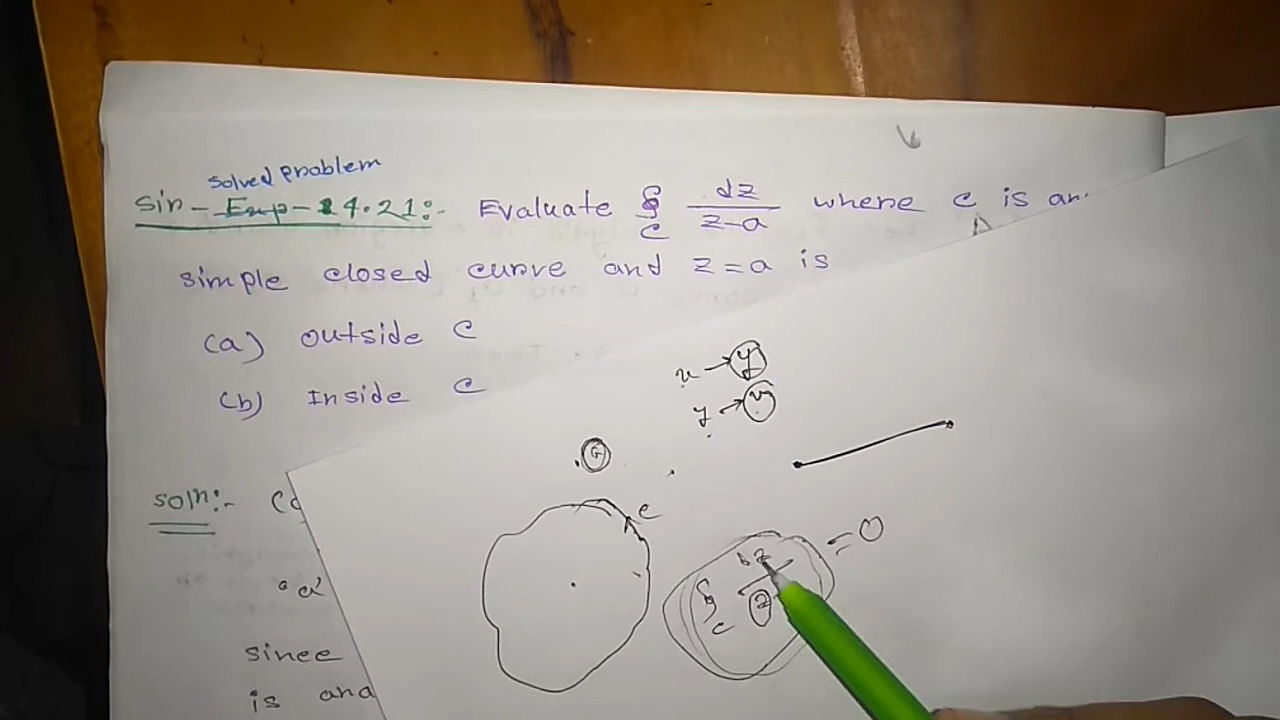 solved problem
sir - Exp - 4.21:- Evaluate ∮c dz/(z-a) where c is an
simple closed curve and z = a is
(a) outside c
(b) Inside c
x → y
y → y
a
soln:-
c
∮c dz/z = 0
"a"
since
is ana